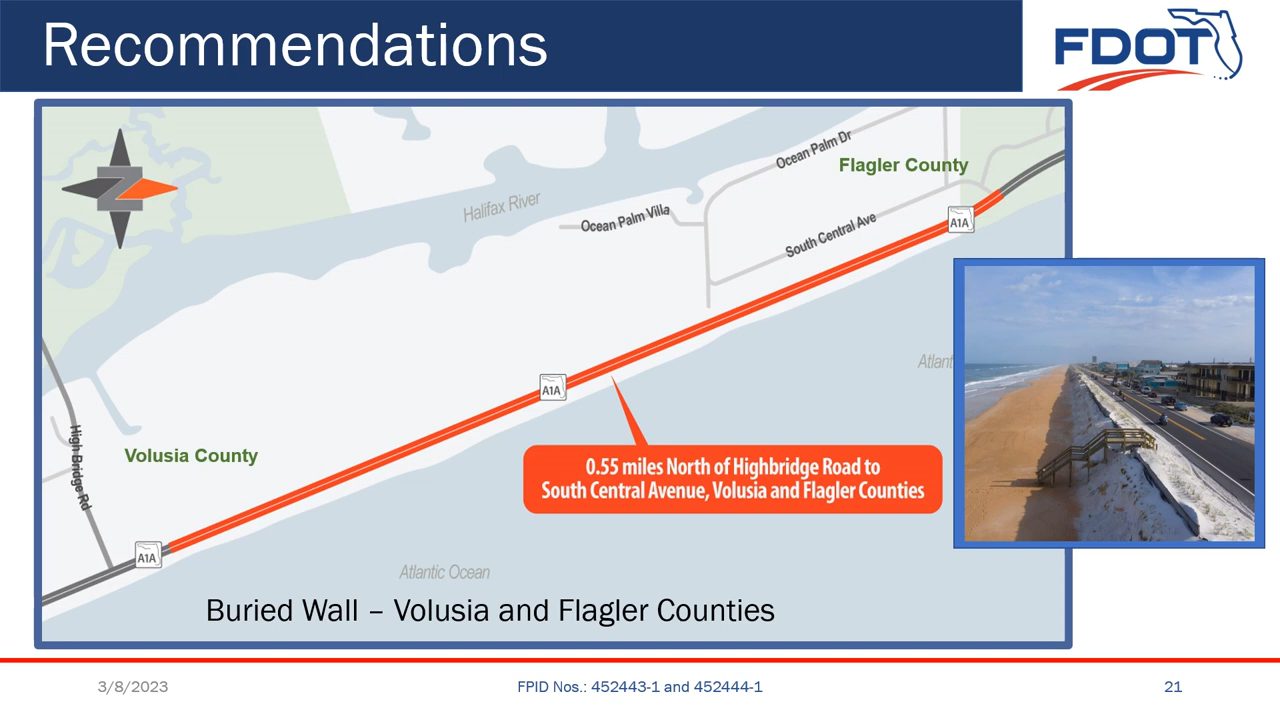 Recommendations
FDOT
Ocean Palm Dr
Flagler County
Halifax River
Ocean Palm Villa
South Central Ave
A1A
Atlant
A1A
High Bridge Rd
Volusia County
0.55 miles North of Highbridge Road to
South Central Avenue, Volusia and Flagler Counties
A1A
Atlantic Ocean
Buried Wall – Volusia and Flagler Counties
3/8/2023
FPID Nos.: 452443-1 and 452444-1
21